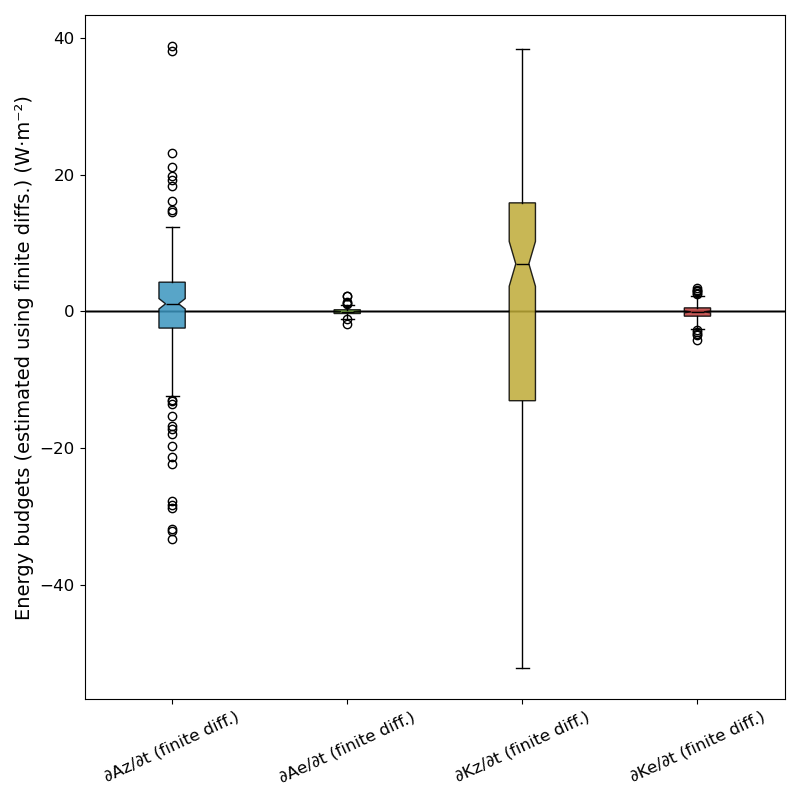 Energy budgets (estimated using finite diffs.) (W·m⁻²)
40
20
0
−20
−40
∂Az/∂t (finite diff.)
∂Ae/∂t (finite diff.)
∂Kz/∂t (finite diff.)
∂Ke/∂t (finite diff.)